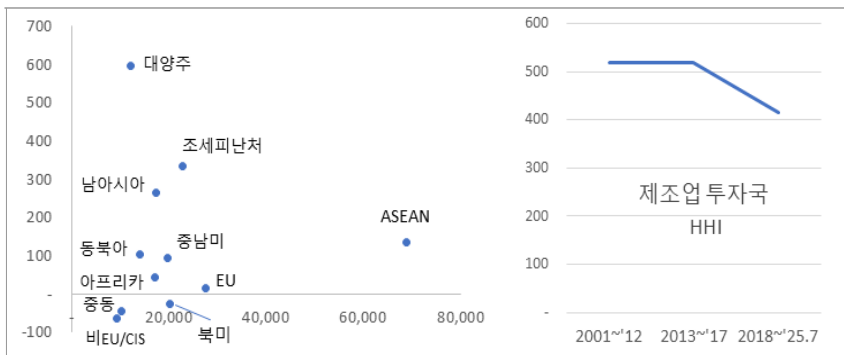 700
600
500
400
300
200
100
-
-100
대양주
조세피난처
남아시아
ASEAN
동북아
중남미
아프리카
EU
중동
북미
비EU/CIS
-
20,000
40,000
60,000
80,000
600
500
400
300
200
100
-
제조업 투자국
HHI
2001~'12
2013~'17
2018~'25.7